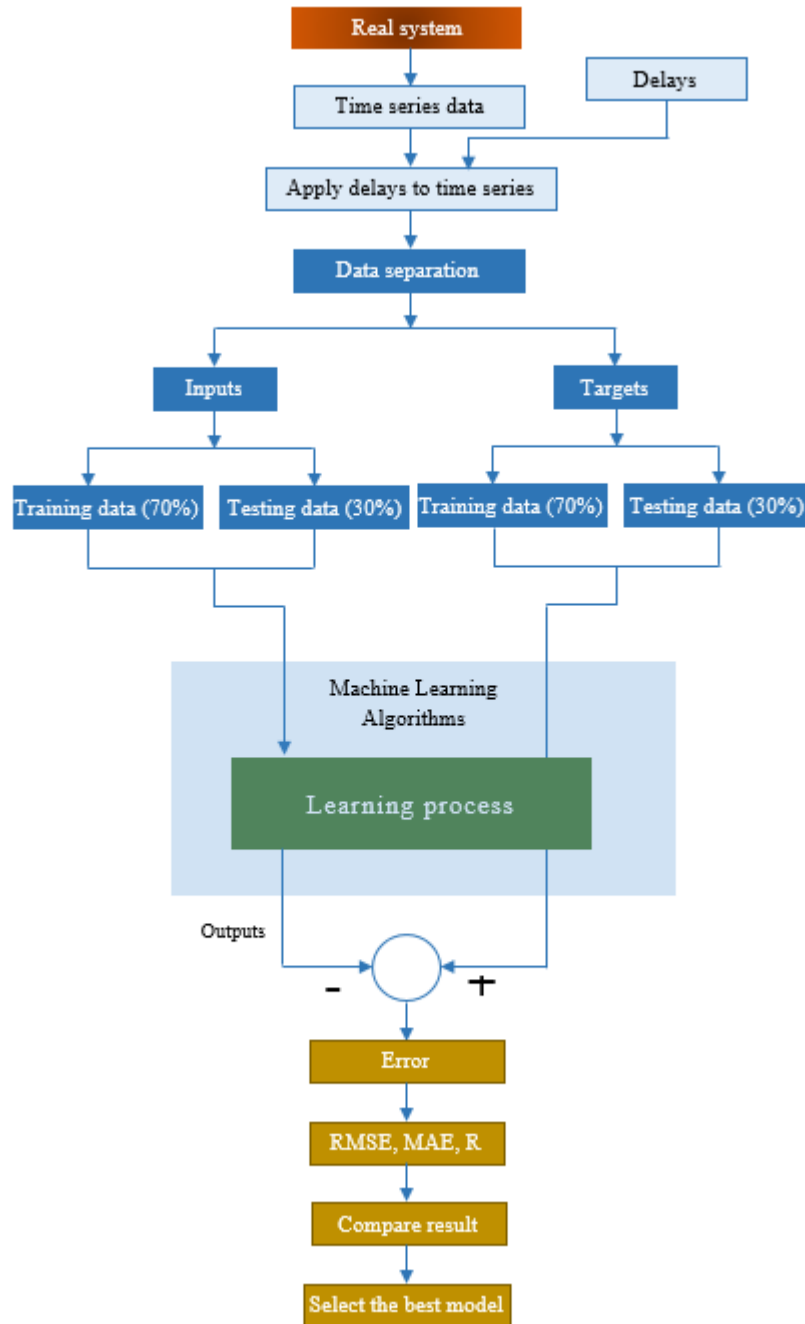 Real system
Delays
Time series data
Apply delays to time series
Data separation
Inputs
Targets
Training data (70%)
Testing data (30%)
Training data (70%)
Testing data (30%)
Machine Learning
Algorithms
Learning process
Outputs
-
+
Error
RMSE, MAE, R
Compare result
Select the best model